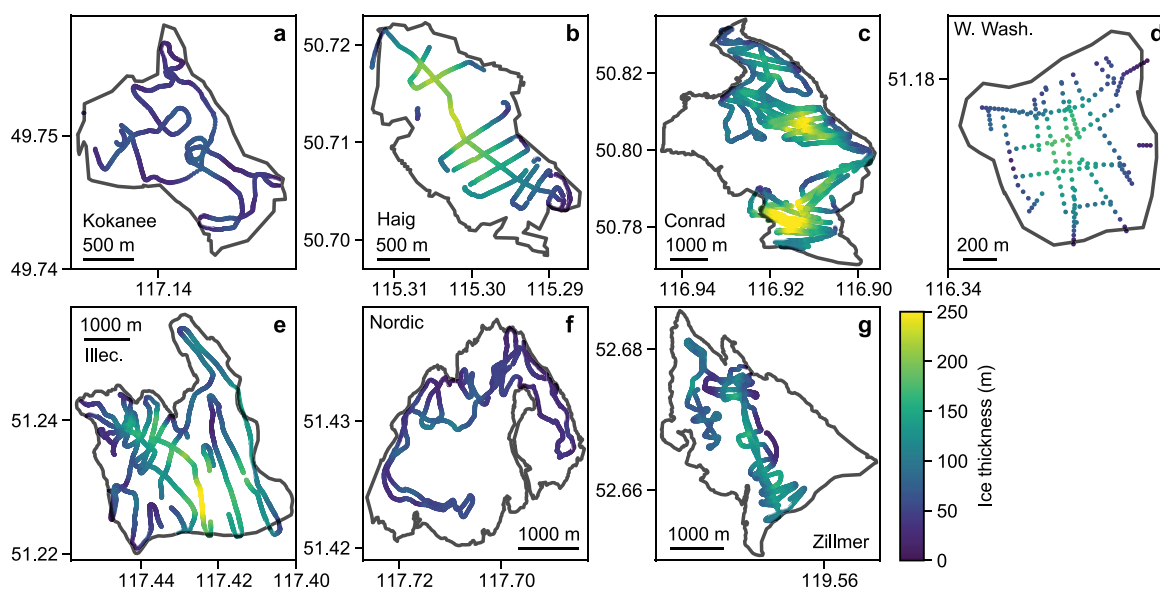 a
b
c
W. Wash.
d
50.72
50.82
51.18
49.75
50.71
50.80
Kokanee
500 m
Haig
500 m
50.70
50.78
Conrad
1000 m
200 m
49.74
117.14
115.31
115.30
115.29
116.94
116.92
116.90
116.34
1000 m
Illec.
e
Nordic
f
g
250
52.68
200
51.24
51.43
150
100
52.66
50
1000 m
1000 m
Zillmer
51.22
51.42
0
Ice thickness (m)
117.44
117.42
117.40
117.72
117.70
119.56